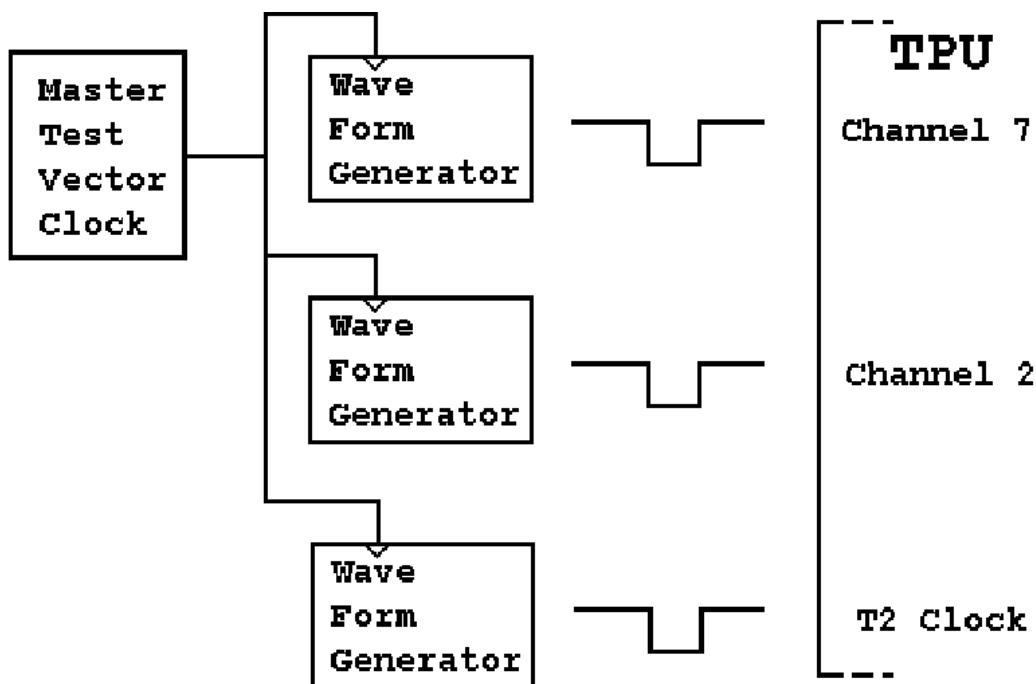 TPU
Master
Test
Vector
Clock
Wave
Form
Generator
Channel 7
Wave
Form
Generator
Channel 2
Wave
Form
Generator
T2 Clock